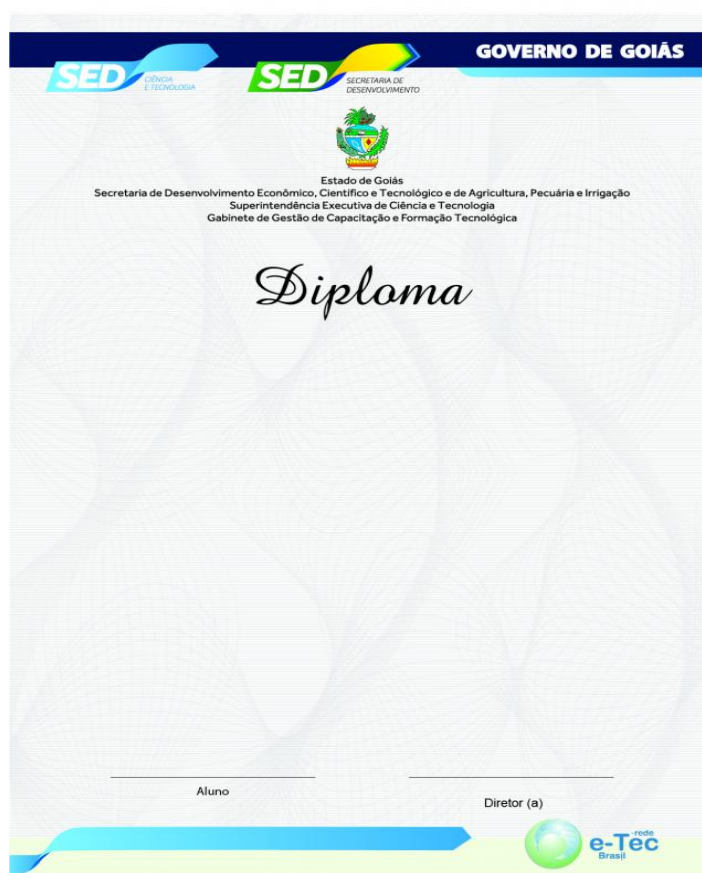 GOVERNO DE GOIÁS
SED CIÊNCIA
E TECNOLOGIA
SED SECRETARIA DE
DESENVOLVIMENTO
Estado de Goiás
Secretaria de Desenvolvimento Econômico, Científico e Tecnológico e de Agricultura, Pecuária e Irrigação
Superintendência Executiva de Ciência e Tecnologia
Gabinete de Gestão de Capacitação e Formação Tecnológica
Diploma
Aluno
Diretor (a)
rede
e-Tec
Brasil